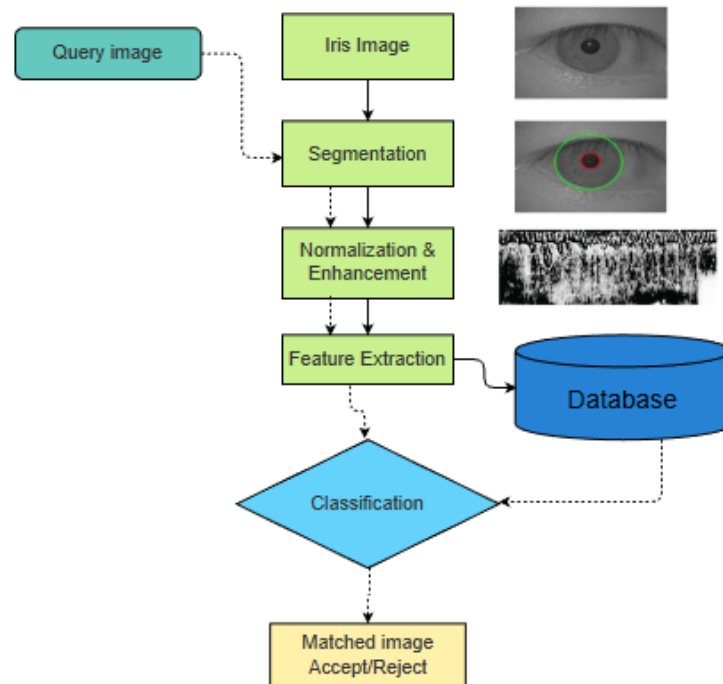 Query image
Iris Image
Segmentation
Normalization &
Enhancement
Feature Extraction
Database
Classification
Matched image
Accept/Reject